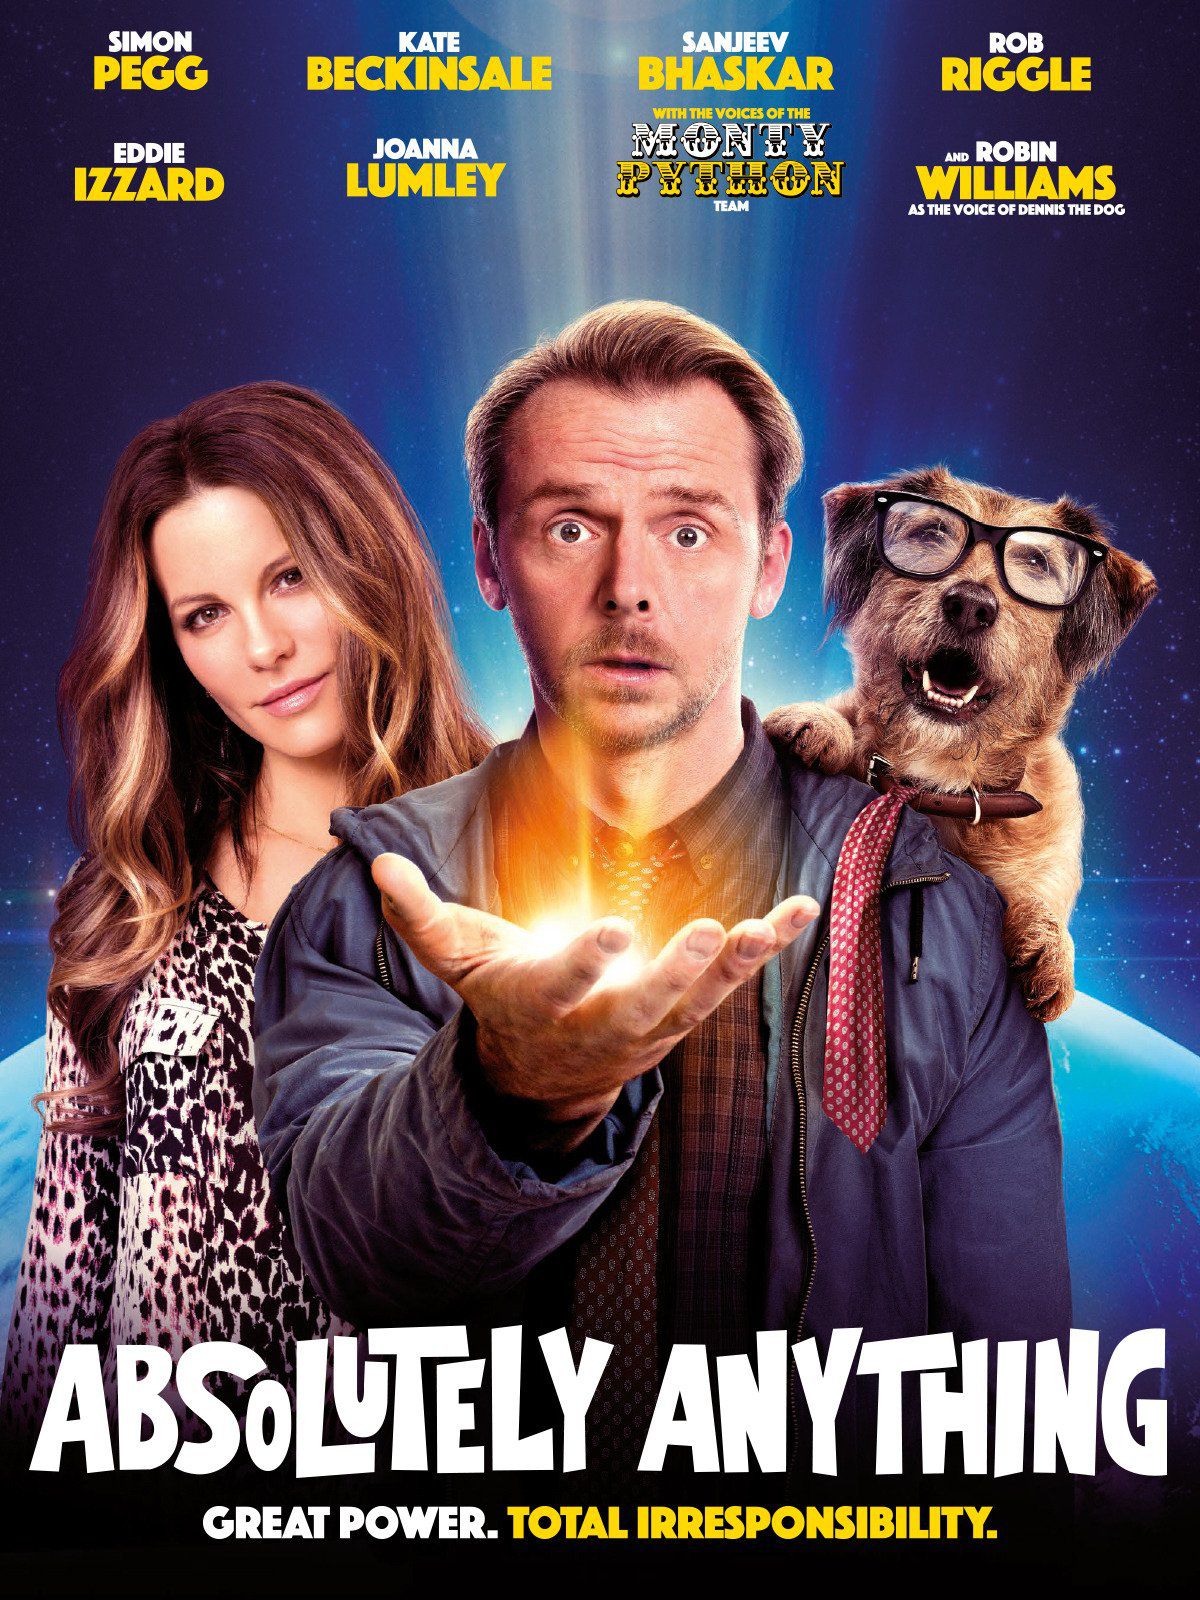 SIMON
PEGG
KATE
BECKINSALE
SANJEEV
BHASKAR
ROB
RIGGLE
EDDIE
IZZARD
JOANNA
LUMLEY
WITH THE VOICES OF THE
MONTY
PYTHON
TEAM
AND ROBIN
WILLIAMS
AS THE VOICE OF DENNIS THE DOG
ABSOLUTELY ANYTHING
GREAT POWER. TOTAL IRRESPONSIBILITY.